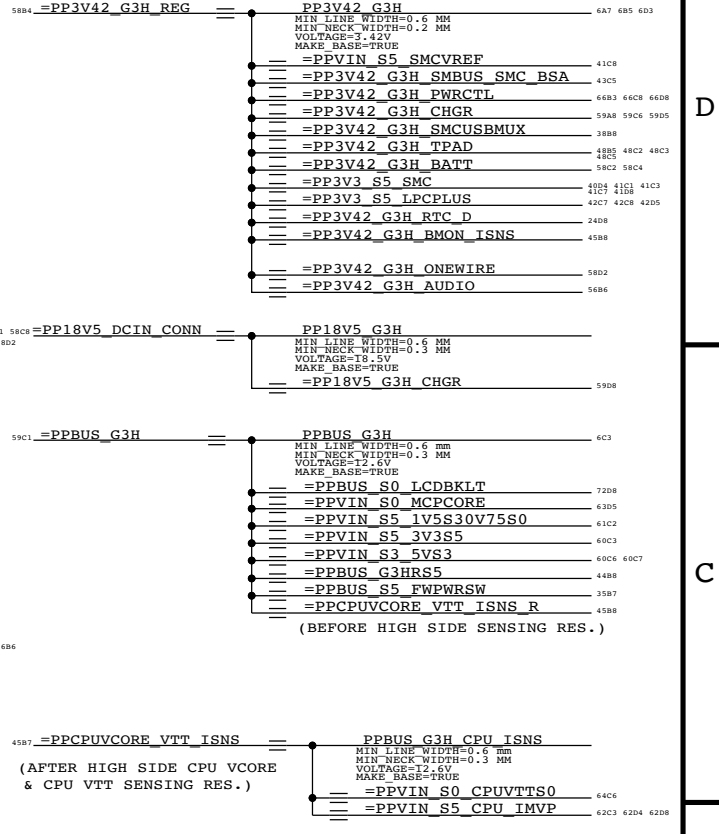 58B4 =PP3V42_G3H_REG PP3V42_G3H 6A7 6B5 6D3
MIN_LINE_WIDTH=0.6 MM
MIN_NECK_WIDTH=0.2 MM
VOLTAGE=3.42V
MAKE_BASE=TRUE
=PPVIN_S5_SMCVREF 41C8
=PP3V42_G3H_SMBUS_SMC_BSA 43C5
=PP3V42_G3H_PWRCTL 66B3 66C8 66D8
D
=PP3V42_G3H_CHGR 59A8 59C6 59D5
=PP3V42_G3H_SMCUSBMUX 38B8
=PP3V42_G3H_TPAD 48B5 48C2 48C3
48C5
=PP3V42_G3H_BATT 58C2 58C4
=PP3V3_S5_SMC 40D4 41C1 41C3
41C7 41D8
=PP3V3_S5_LPCPLUS 42C7 42C8 42D5
=PP3V42_G3H_RTC_D 24D8
=PP3V42_G3H_BMON_ISNS 45B8
=PP3V42_G3H_ONEWIRE 58D2
=PP3V42_G3H_AUDIO 56B6
1 58C8 =PP18V5_DCIN_CONN PP18V5_G3H
8D2
MIN_LINE_WIDTH=0.6 MM
MIN_NECK_WIDTH=0.3 MM
VOLTAGE=18.5V
MAKE_BASE=TRUE
=PP18V5_G3H_CHGR 59D8
59C1 =PPBUS_G3H PPBUS_G3H 6C3
MIN_LINE_WIDTH=0.6 mm
MIN_NECK_WIDTH=0.3 MM
VOLTAGE=12.6V
MAKE_BASE=TRUE
=PPBUS_S0_LCDBKLT 72D8
=PPVIN_S0_MCPCORE 63D5
=PPVIN_S5_1V5S30V75S0 61C2
=PPVIN_S5_3V3S5 60C3
=PPVIN_S3_5VS3 60C6 60C7
=PPBUS_G3HRS5 44B8
C
=PPBUS_S5_FWPWRSW 35B7
=PPCPUVCORE_VTT_ISNS_R 45B8
(BEFORE HIGH SIDE SENSING RES.)
6B6
45B7 =PPCPUVCORE_VTT_ISNS PPBUS_G3H_CPU_ISNS
MIN_LINE_WIDTH=0.6 mm
MIN_NECK_WIDTH=0.3 MM
VOLTAGE=12.6V
MAKE_BASE=TRUE
(AFTER HIGH SIDE CPU VCORE
& CPU VTT SENSING RES.)
=PPVIN_S0_CPUVTTS0 64C6
=PPVIN_S5_CPU_IMVP 62C3 62D4 62D8